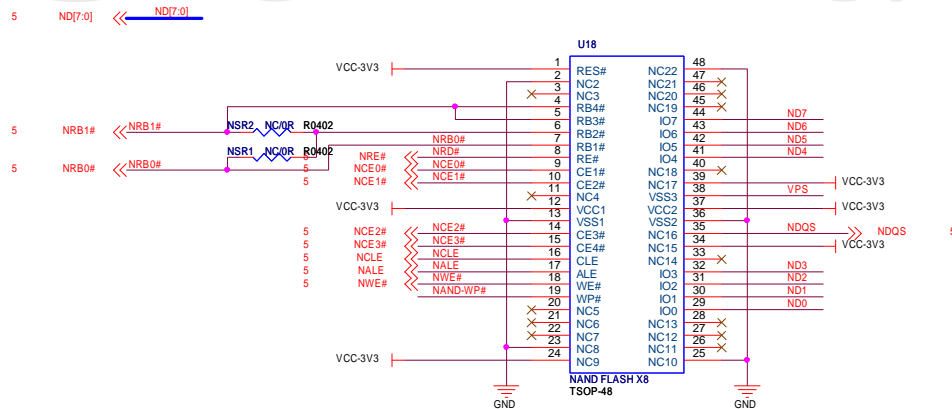 5 ND[7:0] ND[7:0]
U18
VCC-3V3 1 RES# NC22 48
2 NC2 NC21 47
3 NC3 NC20 46
4 RB4# NC19 45
5 RB3# IO7 44 ND7
5 NRB1# NRB1# NSR2 NC/0R R0402 6 RB2# IO6 43 ND6
NRB0# 7 RB1# IO5 42 ND5
NSR1 NC/0R R0402
5 NRE# NRD# 8 RE# IO4 41 ND4
5 NRB0# NRB0# 5 NCE0# NCE0# 9 CE1# NC18 40
5 NCE1# NCE1# 10 CE2# NC17 39 VCC-3V3
11 NC4 VSS3 38 VPS
VCC-3V3 12 VCC1 VCC2 37 VCC-3V3
13 VSS1 VSS2 36
5 NCE2# NCE2# 14 CE3# NC16 35 NDQS NDQS 5
5 NCE3# NCE3# 15 CE4# NC15 34 VCC-3V3
5 NCLE NCLE 16 CLE NC14 33
5 NALE NALE 17 ALE IO3 32 ND3
5 NWE# NWE# 18 WE# IO2 31 ND2
NAND-WP# 19 WP# IO1 30 ND1
20 NC5 IO0 29 ND0
21 NC6 NC13 28
22 NC7 NC12 27
23 NC8 NC11 26
VCC-3V3 24 NC9 NC10 25
NAND FLASH X8
TSOP-48
GND GND